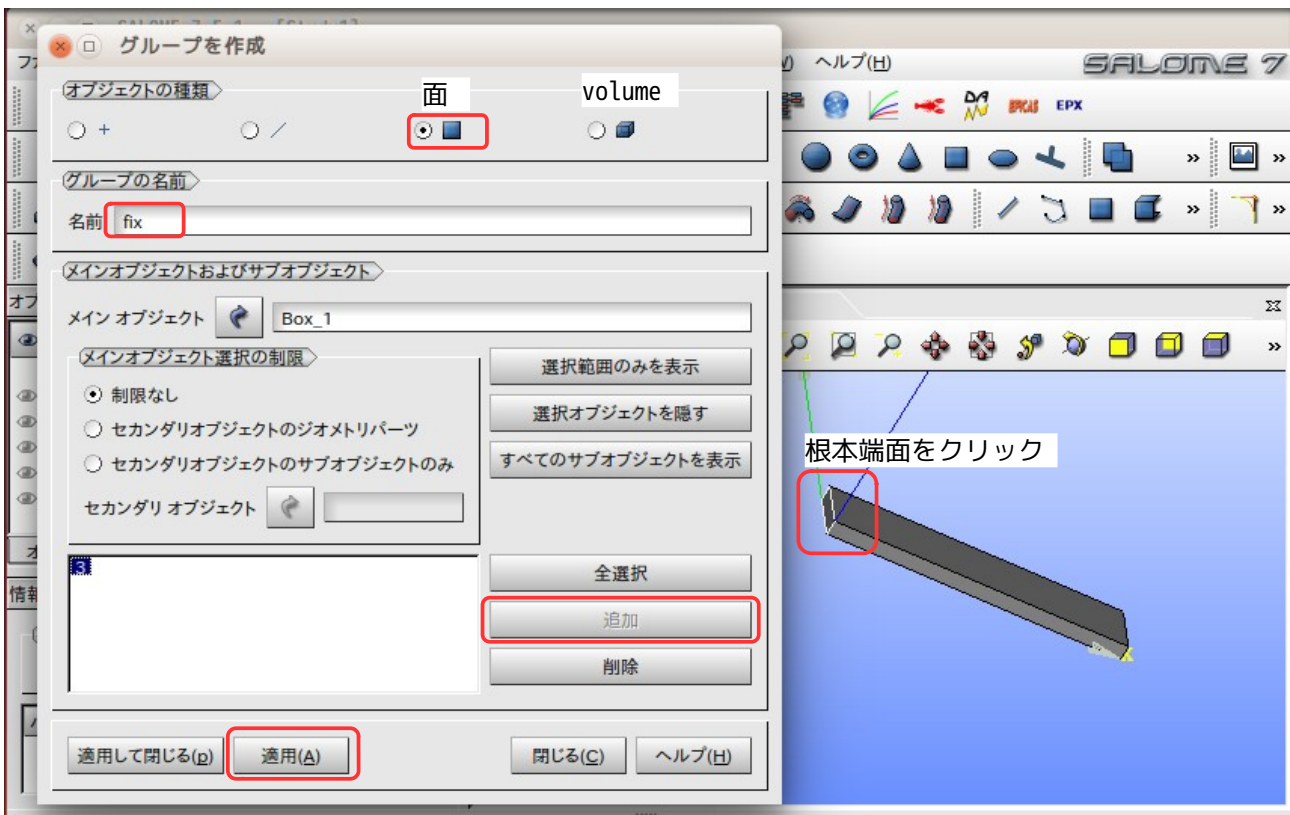 グループを作成
オブジェクトの種類
面
volume
グループの名前
名前
fix
メインオブジェクトおよびサブオブジェクト
メイン オブジェクト
Box_1
メインオブジェクト選択の制限
制限なし
セカンダリオブジェクトのジオメトリパーツ
セカンダリオブジェクトのサブオブジェクトのみ
セカンダリ オブジェクト
選択範囲のみを表示
選択オブジェクトを隠す
すべてのサブオブジェクトを表示
3
全選択
追加
削除
適用して閉じる(p)
適用(A)
閉じる(C)
ヘルプ(H)
ヘルプ(H)
SALOME 7
EPX
根本端面をクリック
情報